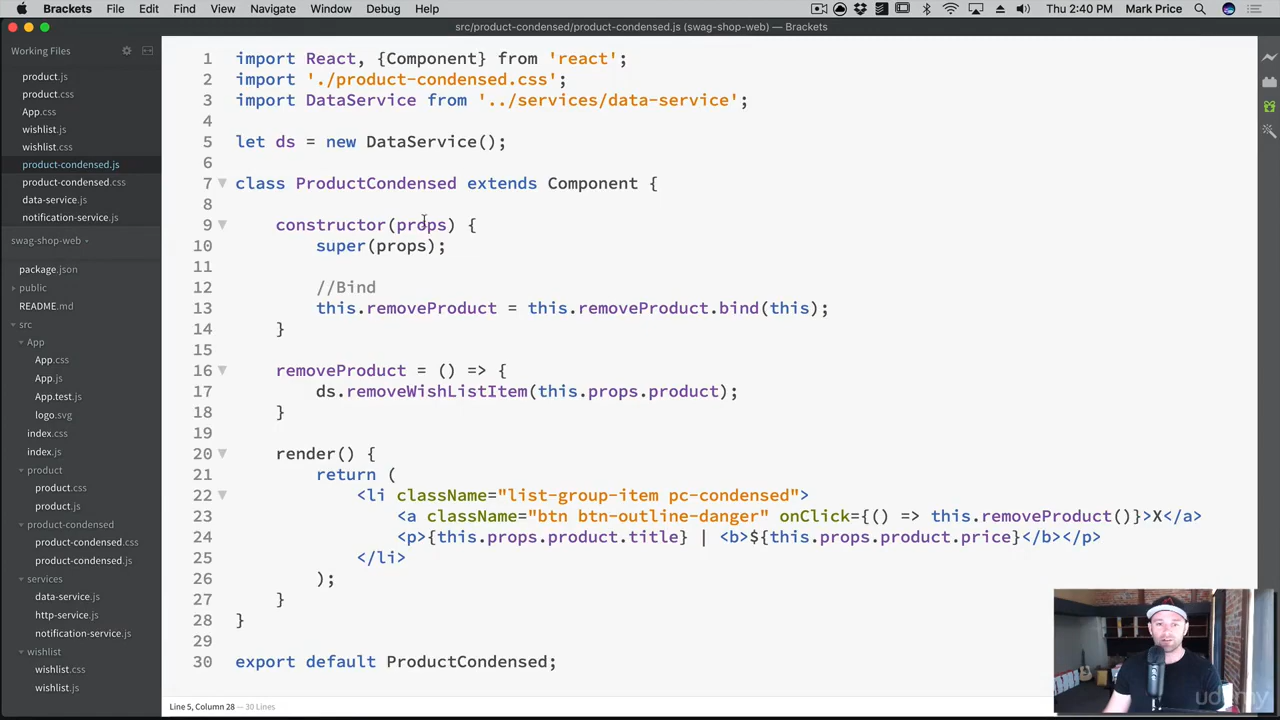 Brackets File Edit Find View Navigate Window Debug Help Thu 2:40 PM Mark Price
src/product-condensed/product-condensed.js (swag-shop-web) — Brackets
Working Files
product.js
product.css
App.css
wishlist.js
wishlist.css
product-condensed.js
product-condensed.css
data-service.js
notification-service.js
swag-shop-web
package.json
public
README.md
src
App
App.css
App.js
App.test.js
logo.svg
index.css
index.js
product
product.css
product.js
product-condensed
product-condensed.css
product-condensed.js
services
data-service.js
http-service.js
notification-service.js
wishlist
wishlist.css
wishlist.js
1 import React, {Component} from 'react';
2 import './product-condensed.css';
3 import DataService from '../services/data-service';
4
5 let ds = new DataService();
6
7 class ProductCondensed extends Component {
8
9 constructor(props) {
10 super(props);
11
12 //Bind
13 this.removeProduct = this.removeProduct.bind(this);
14 }
15
16 removeProduct = () => {
17 ds.removeWishListItem(this.props.product);
18 }
19
20 render() {
21 return (
22 <li className="list-group-item pc-condensed">
23 <a className="btn btn-outline-danger" onClick={() => this.removeProduct()}>X</a>
24 <p>{this.props.product.title} | <b>${this.props.product.price}</b></p>
25 </li>
26 );
27 }
28 }
29
30 export default ProductCondensed;
Line 5, Column 28 — 30 Lines
udemy